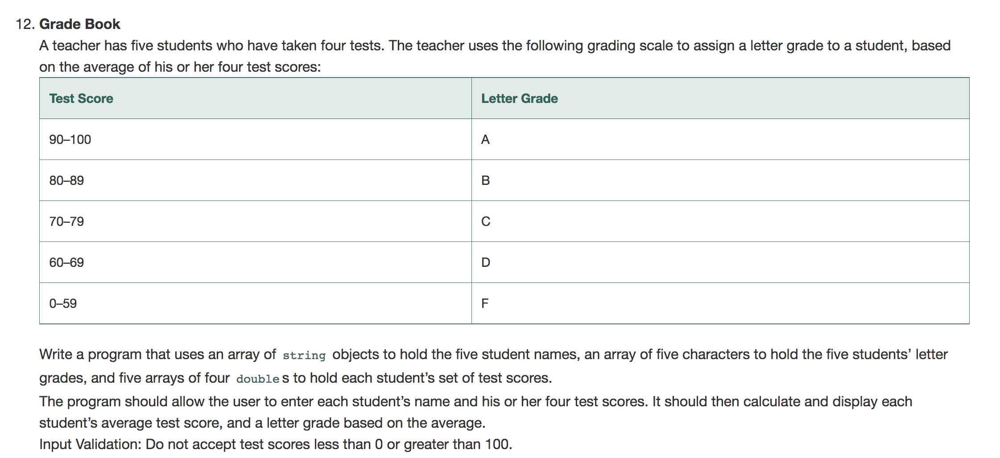 12. Grade Book
A teacher has five students who have taken four tests. The teacher uses the following grading scale to assign a letter grade to a student, based
on the average of his or her four test scores:
Test Score Letter Grade
90–100 A
80–89 B
70–79 C
60–69 D
0–59 F
Write a program that uses an array of string objects to hold the five student names, an array of five characters to hold the five students’ letter
grades, and five arrays of four double s to hold each student’s set of test scores.
The program should allow the user to enter each student’s name and his or her four test scores. It should then calculate and display each
student’s average test score, and a letter grade based on the average.
Input Validation: Do not accept test scores less than 0 or greater than 100.